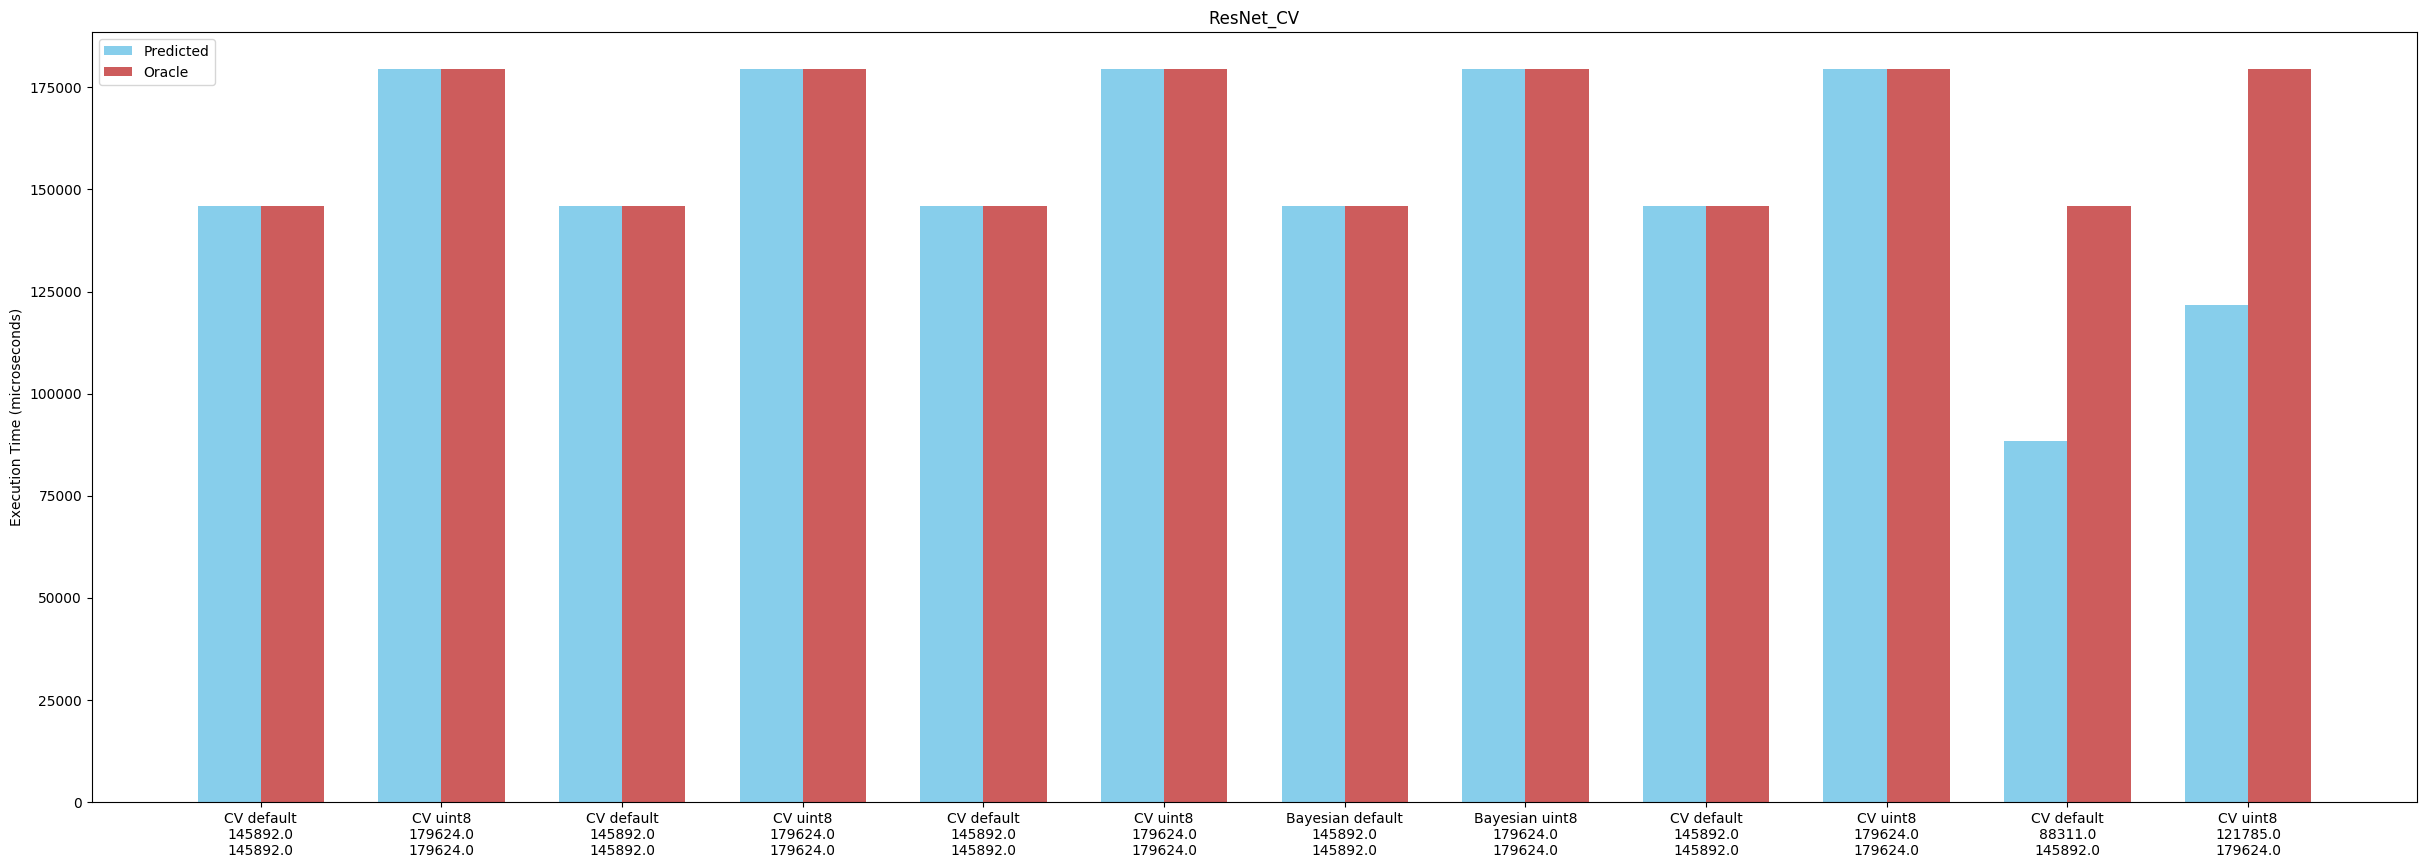 ResNet_CV
Predicted
Oracle
Execution Time (microseconds)
175000
150000
125000
100000
75000
50000
25000
0
CV default
145892.0
145892.0
CV uint8
179624.0
179624.0
CV default
145892.0
145892.0
CV uint8
179624.0
179624.0
CV default
145892.0
145892.0
CV uint8
179624.0
179624.0
Bayesian default
145892.0
145892.0
Bayesian uint8
179624.0
179624.0
CV default
145892.0
145892.0
CV uint8
179624.0
179624.0
CV default
88311.0
145892.0
CV uint8
121785.0
179624.0